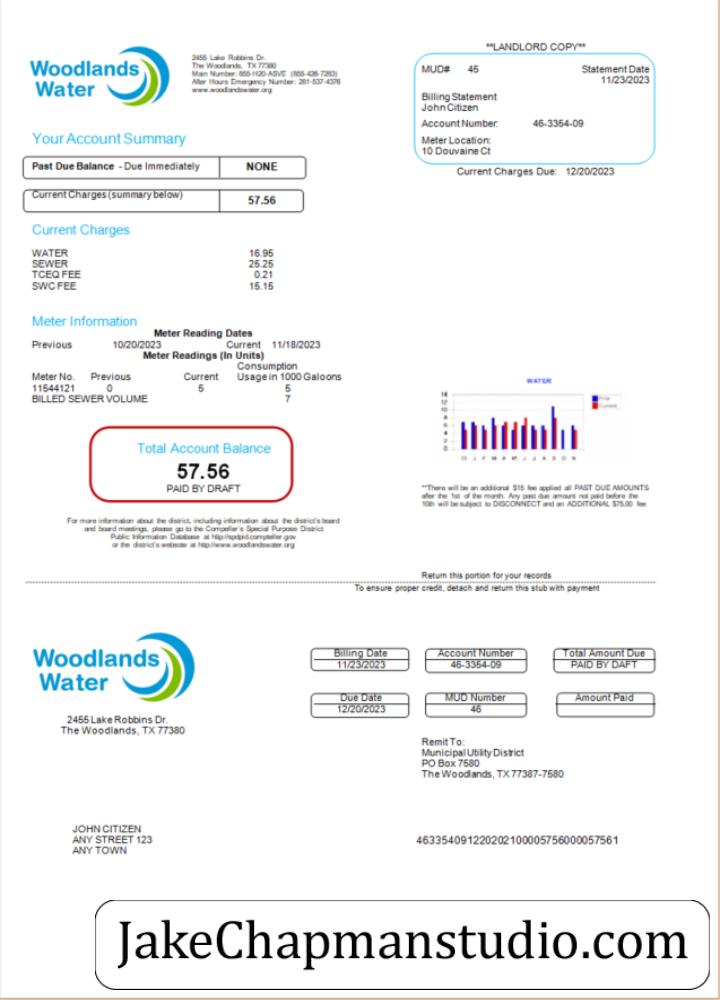 **LANDLORD COPY**
Woodlands
Water
2455 Lake Robbins Dr.
The Woodlands, TX 77380
Main Number: 855-H20-ASVE (855-426-7283)
After Hours Emergency Number: 281-537-4376
www.woodlandswater.org
MUD# 45 Statement Date
11/23/2023
Billing Statement
John Citizen
Account Number: 46-3354-09
Meter Location:
10 Douvaine Ct
Current Charges Due: 12/20/2023
Your Account Summary
Past Due Balance - Due Immediately NONE
Current Charges (summary below) 57.56
Current Charges
WATER 16.95
SEWER 25.25
TCEQ FEE 0.21
SWC FEE 15.15
Meter Information
Meter Reading Dates
Previous 10/20/2023 Current 11/18/2023
Meter Readings (In Units)
Consumption
Meter No. Previous Current Usage in 1000 Galoons
11544121 0 5 5
BILLED SEWER VOLUME 7
WATER
14
12
10
8
6
4
2
0
Prior
Current
D J F M A M J J A S O N
Total Account Balance
57.56
PAID BY DRAFT
**There will be an additional $15 fee applied all PAST DUE AMOUNTS
after the 1st of the month. Any past due amount not paid before the
10th will be subject to DISCONNECT and an ADDITIONAL $75.00 fee
For more information about the district, including information about the district's board
and board meetings, please go to the Compeller's Special Purpose District
Public Information Database at http://spdpid.compteller.gov
or the district's website at http://www.woodlandswater.org
Return this portion for your records
To ensure proper credit, detach and return this stub with payment
Woodlands
Water
2455 Lake Robbins Dr.
The Woodlands, TX 77380
Billing Date Account Number Total Amount Due
11/23/2023 46-3354-09 PAID BY DAFT
Due Date MUD Number Amount Paid
12/20/2023 46
Remit To:
Municipal Utility District
PO Box 7580
The Woodlands, TX 77387-7580
JOHN CITIZEN
ANY STREET 123
ANY TOWN
463354091220202100005756000057561
JakeChapmanstudio.com